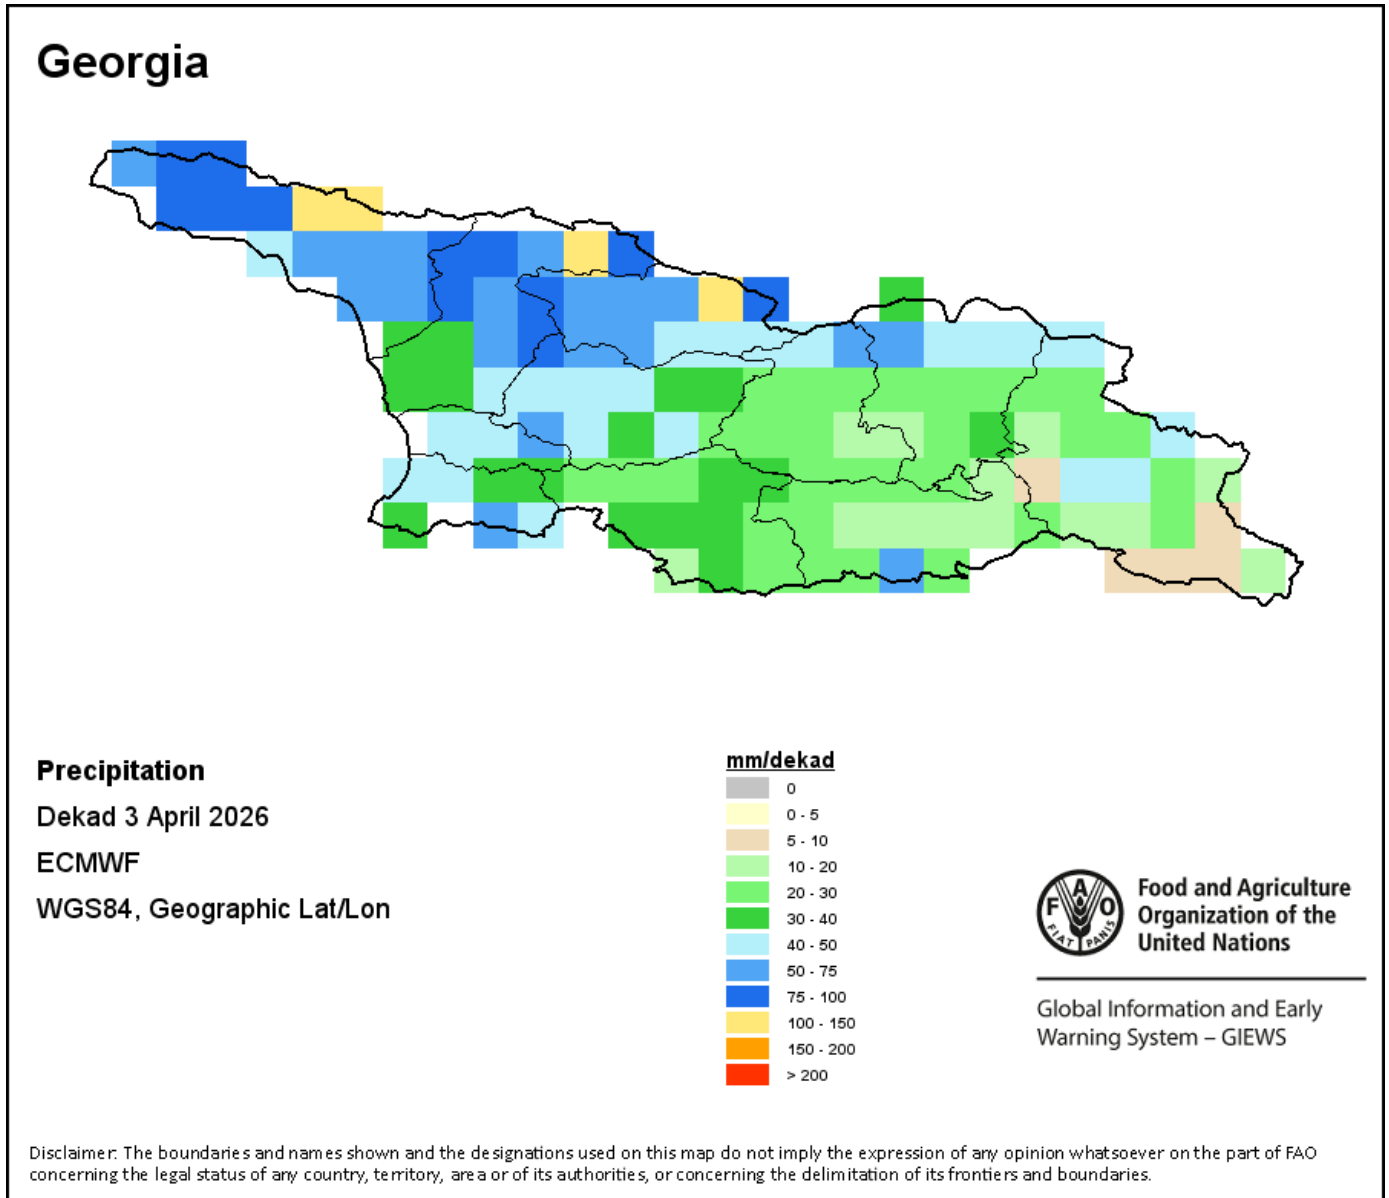 Georgia
Precipitation
Dekad 3 April 2026
ECMWF
WGS84, Geographic Lat/Lon
mm/dekad
0
0 - 5
5 - 10
10 - 20
20 - 30
30 - 40
40 - 50
50 - 75
75 - 100
100 - 150
150 - 200
> 200
F A O
FIAT PANIS
Food and Agriculture
Organization of the
United Nations
Global Information and Early
Warning System – GIEWS
Disclaimer: The boundaries and names shown and the designations used on this map do not imply the expression of any opinion whatsoever on the part of FAO
concerning the legal status of any country, territory, area or of its authorities, or concerning the delimitation of its frontiers and boundaries.